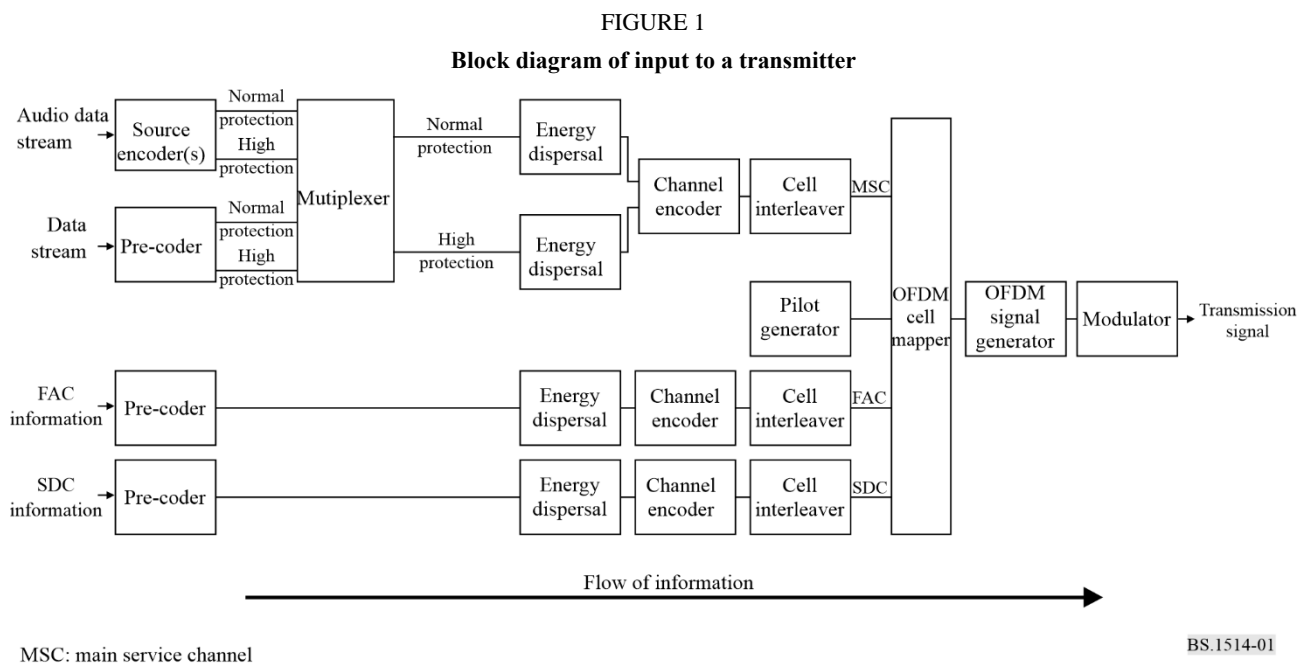 FIGURE 1
Block diagram of input to a transmitter
Audio data
stream
Source
encoder(s)
Normal
protection
High
protection
Data
stream
Pre-coder
Normal
protection
High
protection
Mutiplexer
Normal
protection
High
protection
Energy
dispersal
Energy
dispersal
Channel
encoder
Cell
interleaver
MSC
Pilot
generator
OFDM
cell
mapper
OFDM
signal
generator
Modulator
Transmission
signal
FAC
information
Pre-coder
Energy
dispersal
Channel
encoder
Cell
interleaver
FAC
SDC
information
Pre-coder
Energy
dispersal
Channel
encoder
Cell
interleaver
SDC
Flow of information
MSC: main service channel
BS.1514-01